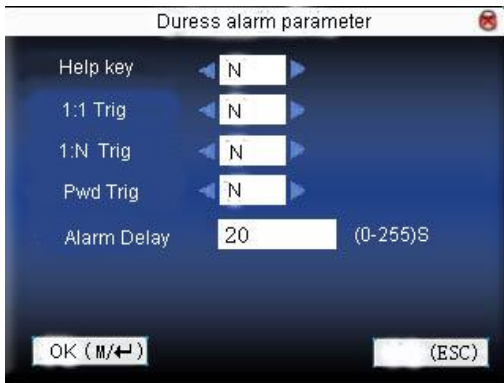 Duress alarm parameter
Help key N
1:1 Trig N
1:N Trig N
Pwd Trig N
Alarm Delay 20 (0-255)S
OK (M/↵) (ESC)